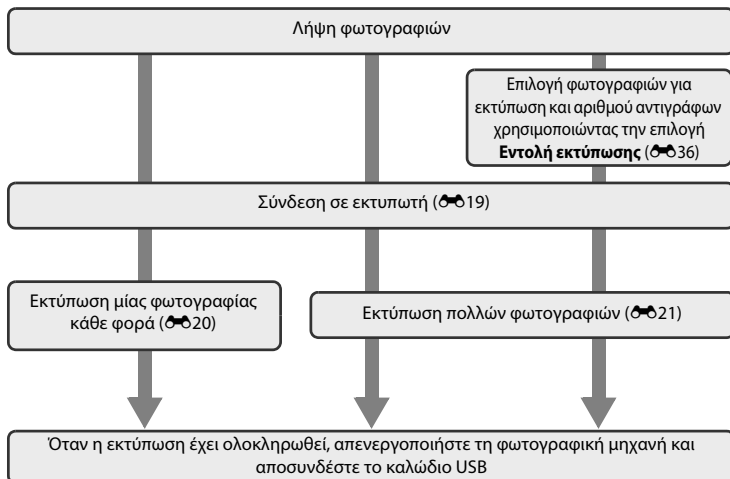 Λήψη φωτογραφιών
Επιλογή φωτογραφιών για
εκτύπωση και αριθμού αντιγράφων
χρησιμοποιώντας την επιλογή
Εντολή εκτύπωσης (36)
Σύνδεση σε εκτυπωτή (19)
Εκτύπωση μίας φωτογραφίας
κάθε φορά (20)
Εκτύπωση πολλών φωτογραφιών (21)
Όταν η εκτύπωση έχει ολοκληρωθεί, απενεργοποιήστε τη φωτογραφική μηχανή και
αποσυνδέστε το καλώδιο USB